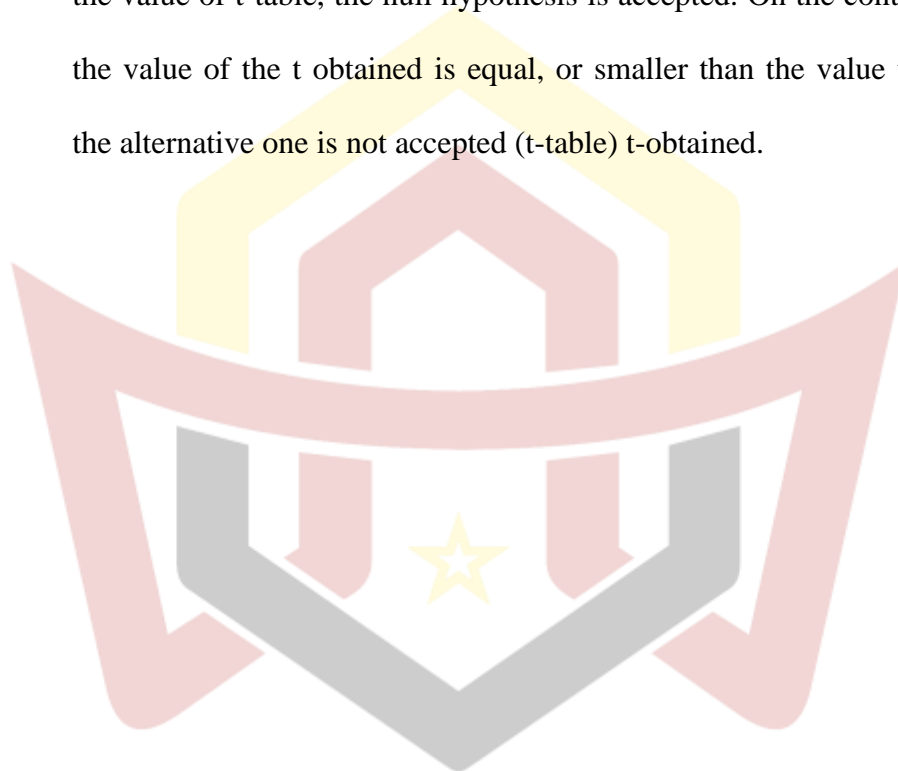 the value of t-table, the null hypothesis is accepted. On the cont
the value of the t obtained is equal, or smaller than the value
the alternative one is not accepted (t-table) t-obtained.